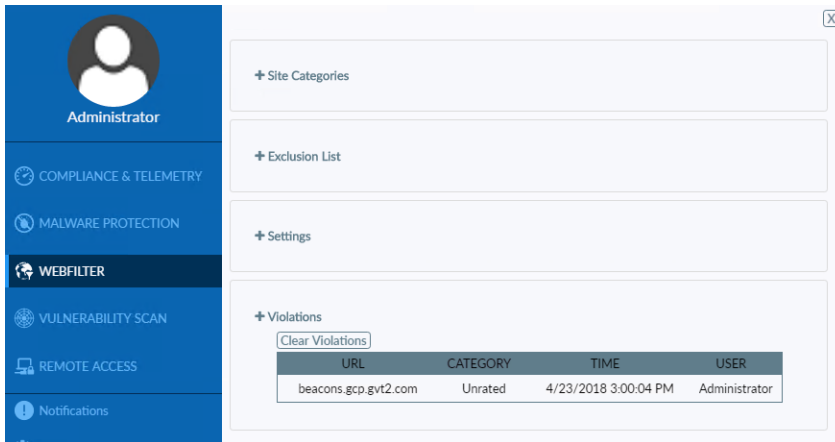 X
Administrator
COMPLIANCE & TELEMETRY
MALWARE PROTECTION
WEBFILTER
VULNERABILITY SCAN
REMOTE ACCESS
Notifications
+ Site Categories
+ Exclusion List
+ Settings
+ Violations
Clear Violations
URL CATEGORY TIME USER
beacons.gcp.gvt2.com Unrated 4/23/2018 3:00:04 PM Administrator